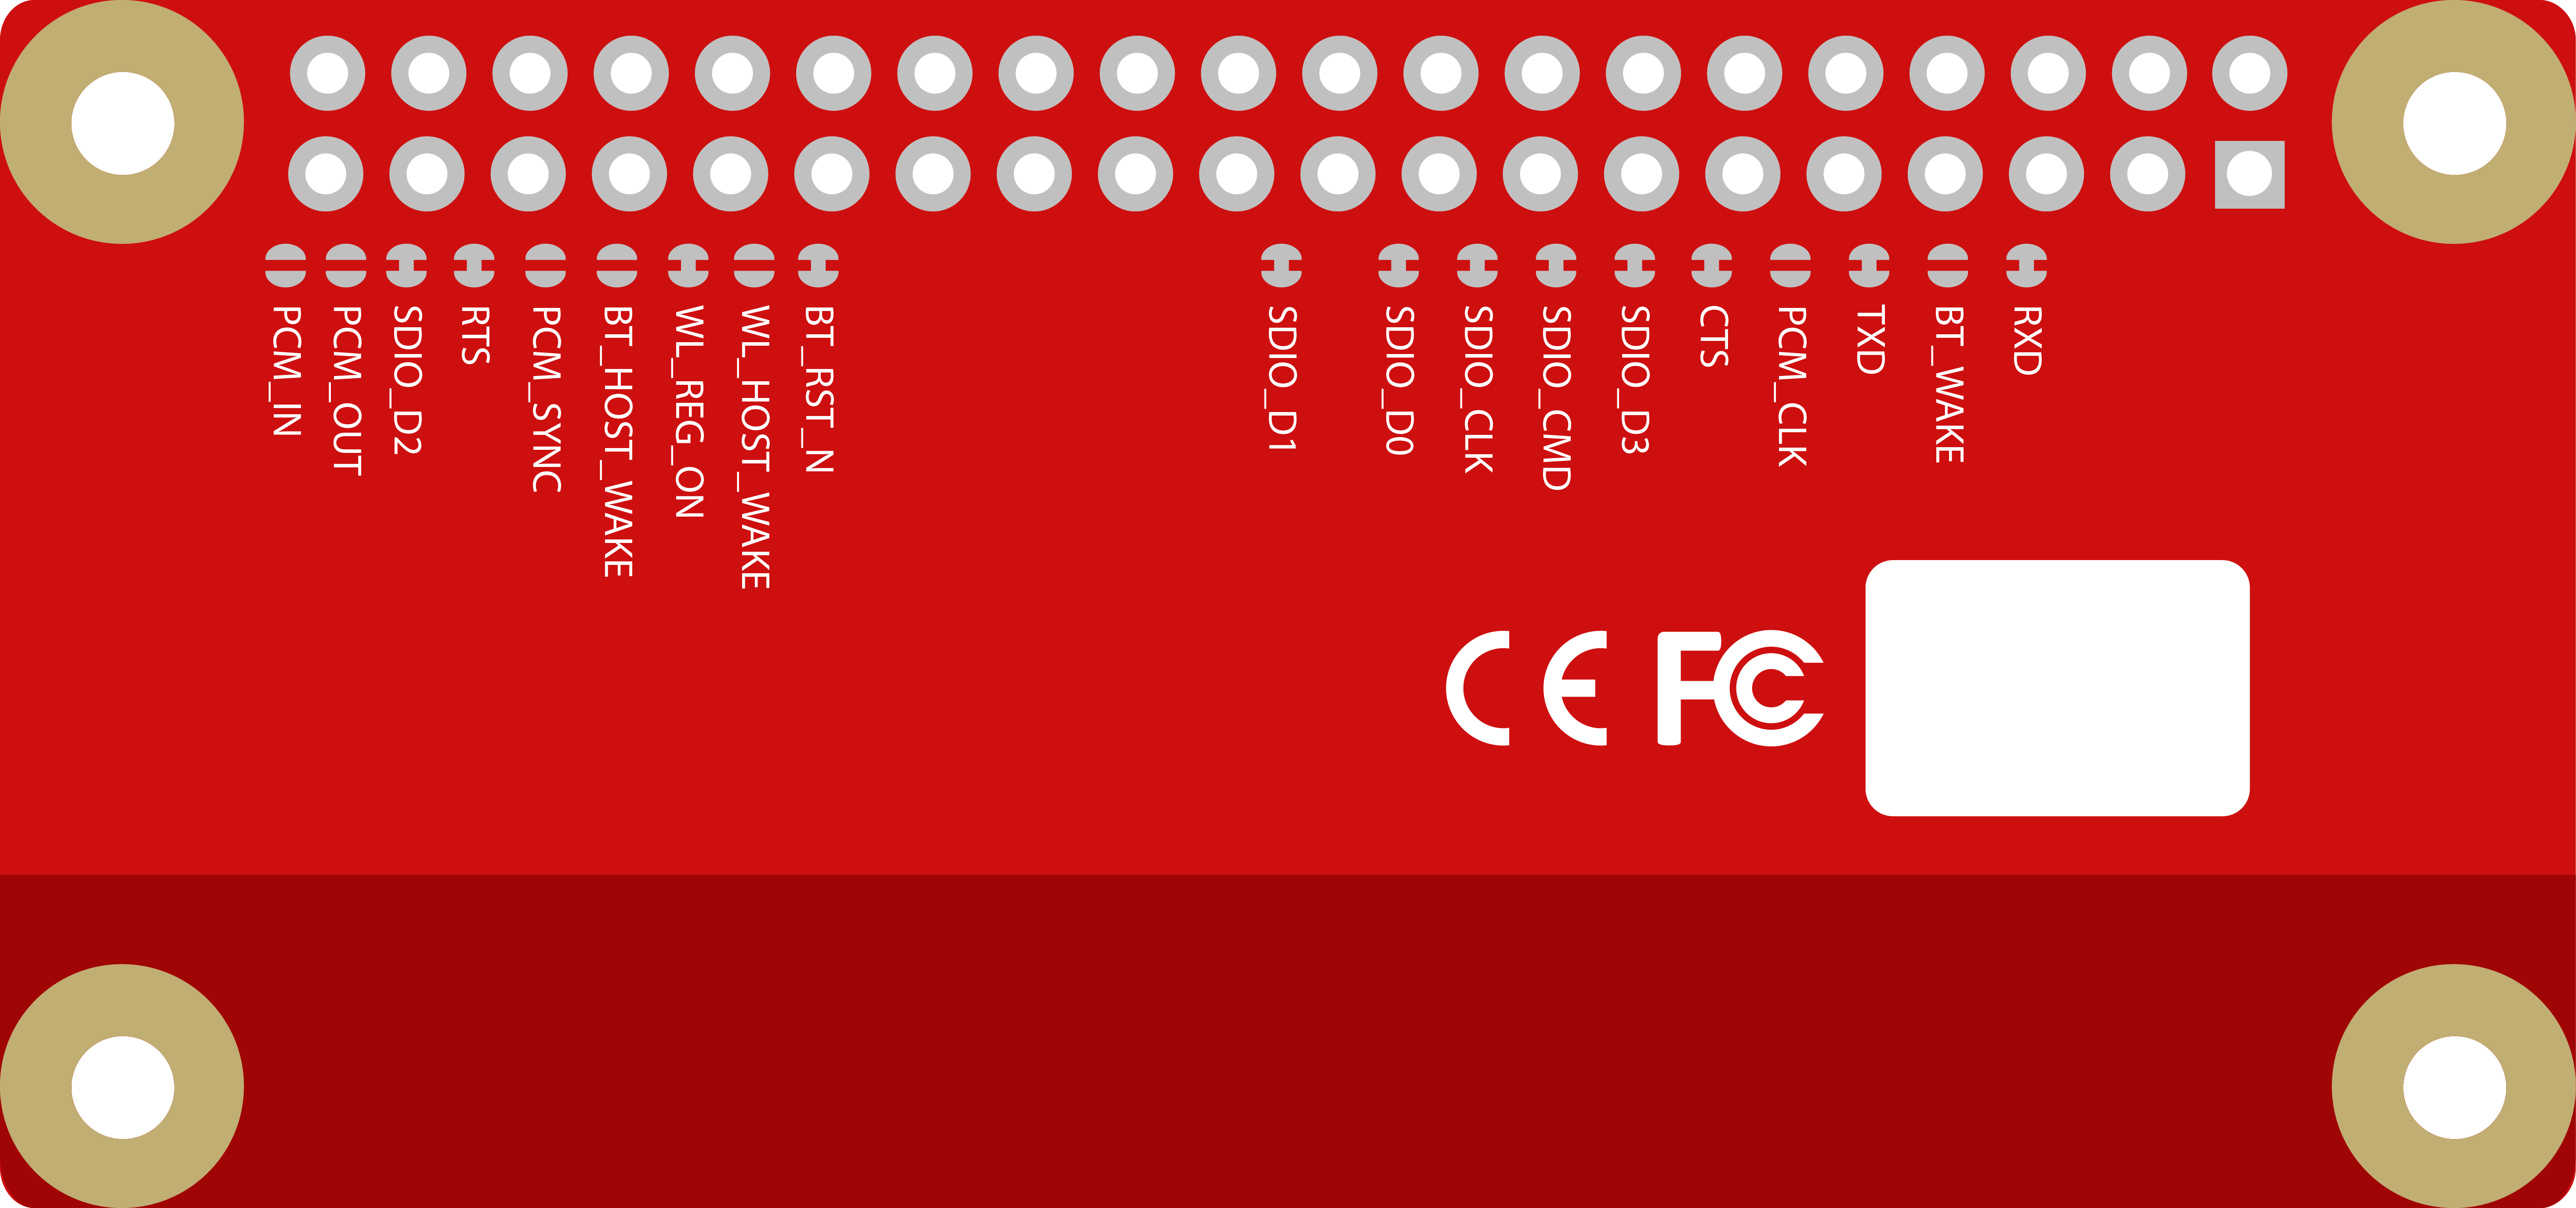 PCM_IN
PCM_OUT
SDIO_D2
RTS
PCM_SYNC
BT_HOST_WAKE
WL_REG_ON
WL_HOST_WAKE
BT_RST_N
SDIO_D1
SDIO_D0
SDIO_CLK
SDIO_CMD
SDIO_D3
CTS
PCM_CLK
TXD
BT_WAKE
RXD
CE FC